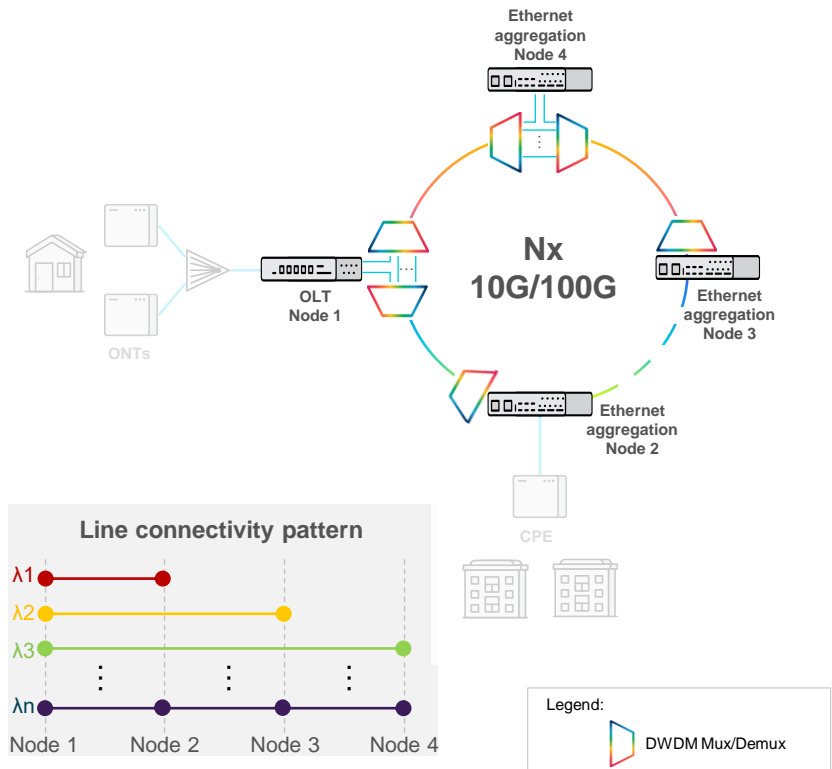 Ethernet
aggregation
Node 4
Nx
10G/100G
OLT
Node 1
ONTs
Ethernet
aggregation
Node 3
Ethernet
aggregation
Node 2
CPE
Line connectivity pattern
λ1
λ2
λ3
λn
Node 1
Node 2
Node 3
Node 4
Legend:
DWDM Mux/Demux